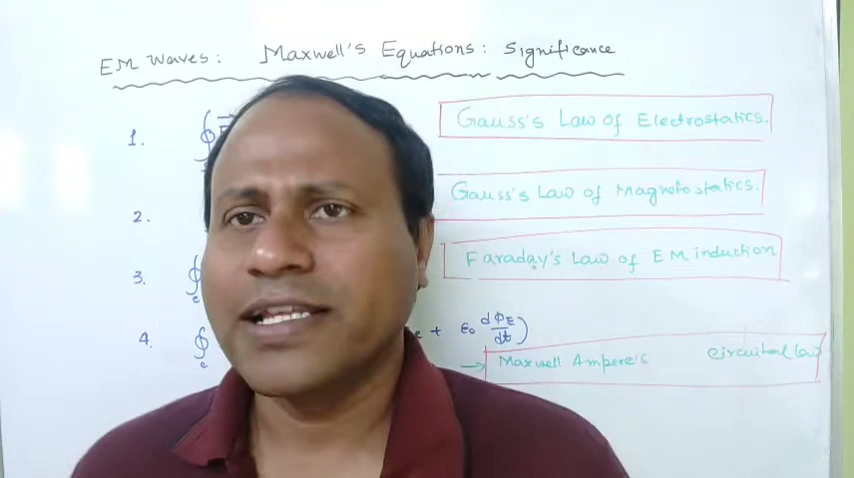 EM Waves: Maxwell's Equations: Significance
1. ∮ Gauss's Law of Electrostatics.
2. Gauss's Law of Magnetostatics.
3. ∮ Faraday's Law of EM induction
4. ∮ + ε₀ dΦE/dt)
→ Maxwell Ampere's circuital law